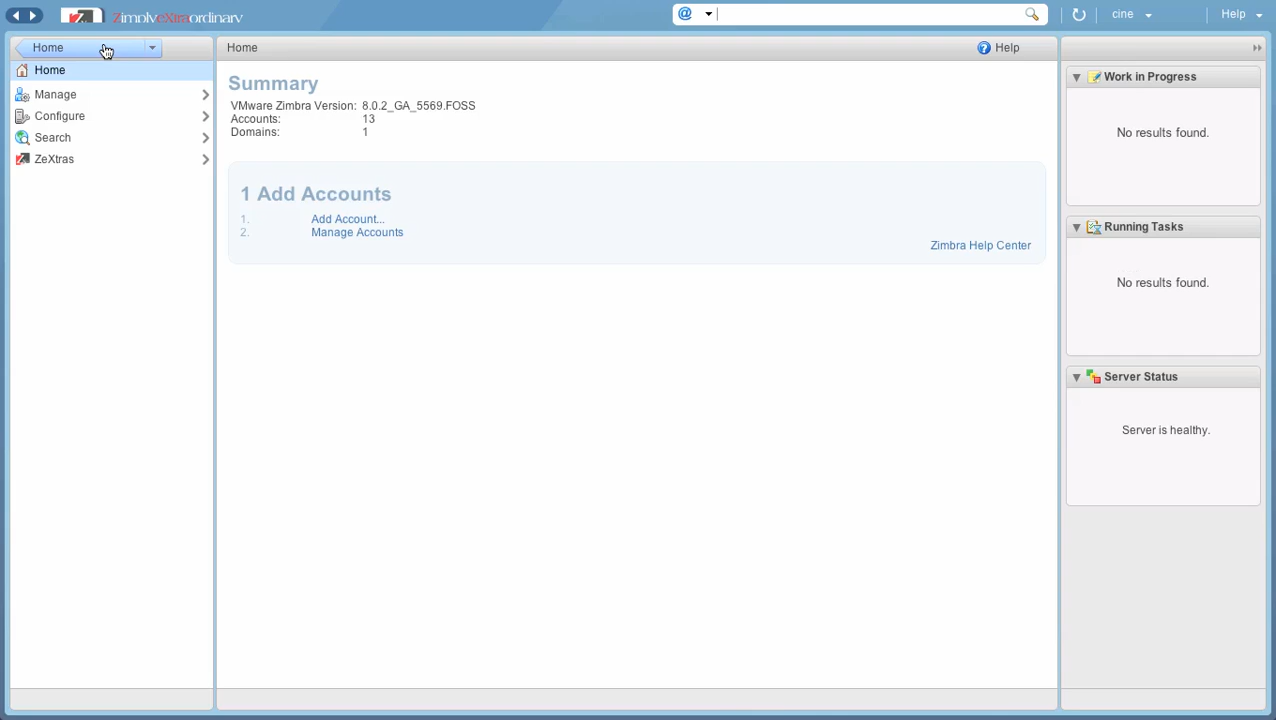 ZimplyeXtraordinary
@
cine
Help
Home
Home
Manage
Configure
Search
ZeXtras
Home
Help
Summary
VMware Zimbra Version: 8.0.2_GA_5569.FOSS
Accounts: 13
Domains: 1
1 Add Accounts
1. Add Account...
2. Manage Accounts
Zimbra Help Center
Work in Progress
No results found.
Running Tasks
No results found.
Server Status
Server is healthy.